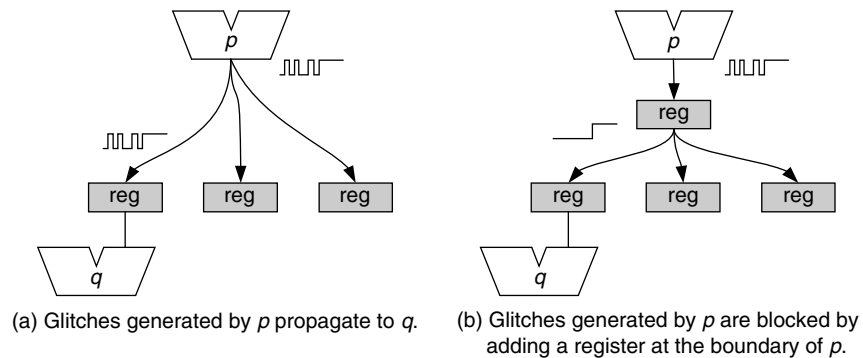 p
reg
reg
reg
q
(a) Glitches generated by p propagate to q.
p
reg
reg
reg
reg
q
(b) Glitches generated by p are blocked by
adding a register at the boundary of p.